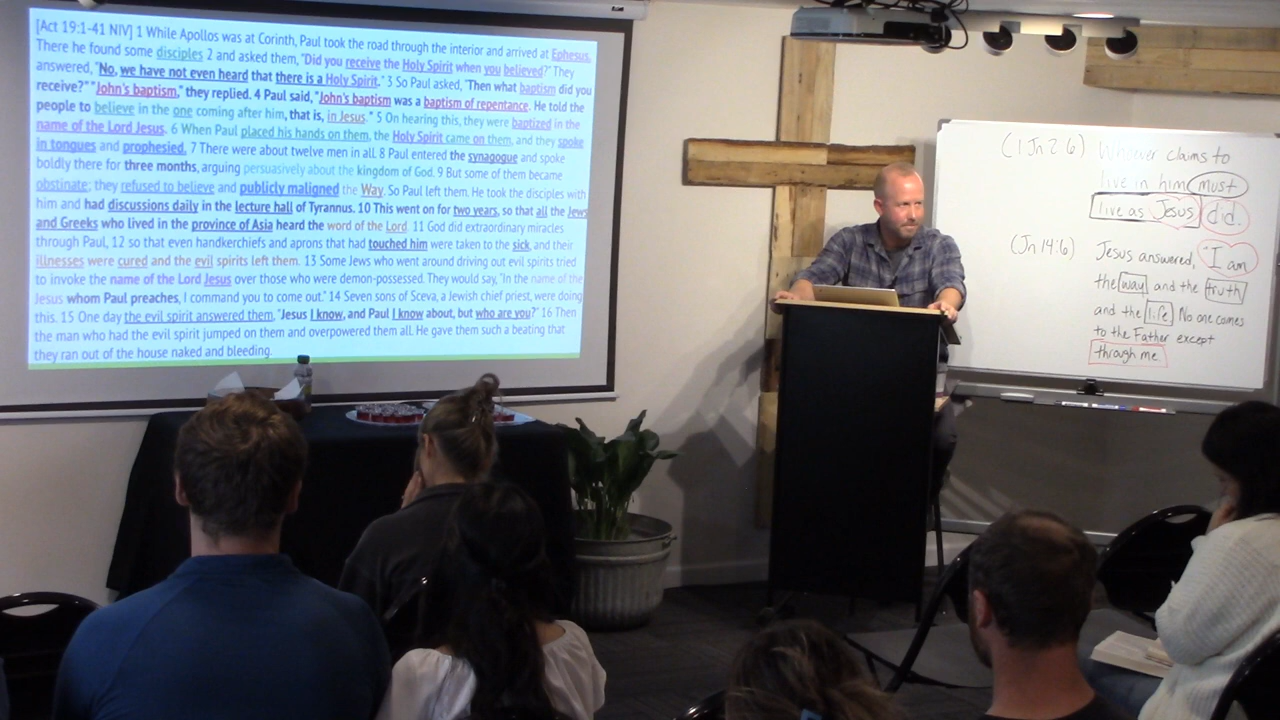 [Act 19:1-41 NIV] 1 While Apollos was at Corinth, Paul took the road through the interior and arrived at Ephesus.
There he found some disciples 2 and asked them, "Did you receive the Holy Spirit when you believed?" They
answered, "No, we have not even heard that there is a Holy Spirit." 3 So Paul asked, "Then what baptism did you
receive?" "John's baptism," they replied. 4 Paul said, "John's baptism was a baptism of repentance. He told the
people to believe in the one coming after him, that is, in Jesus." 5 On hearing this, they were baptized in the
name of the Lord Jesus. 6 When Paul placed his hands on them, the Holy Spirit came on them, and they spoke
in tongues and prophesied. 7 There were about twelve men in all. 8 Paul entered the synagogue and spoke
boldly there for three months, arguing persuasively about the kingdom of God. 9 But some of them became
obstinate; they refused to believe and publicly maligned the Way. So Paul left them. He took the disciples with
him and had discussions daily in the lecture hall of Tyrannus. 10 This went on for two years, so that all the Jews
and Greeks who lived in the province of Asia heard the word of the Lord. 11 God did extraordinary miracles
through Paul, 12 so that even handkerchiefs and aprons that had touched him were taken to the sick, and their
illnesses were cured and the evil spirits left them. 13 Some Jews who went around driving out evil spirits tried
to invoke the name of the Lord Jesus over those who were demon-possessed. They would say, "In the name of the
Jesus whom Paul preaches, I command you to come out." 14 Seven sons of Sceva, a Jewish chief priest, were doing
this. 15 One day the evil spirit answered them, "Jesus I know, and Paul I know about, but who are you?" 16 Then
the man who had the evil spirit jumped on them and overpowered them all. He gave them such a beating that
they ran out of the house naked and bleeding.
(1 Jn 2:6) Whoever claims to
live in him must
live as Jesus did.
(Jn 14:6) Jesus answered, "I am
the way and the truth
and the life. No one comes
to the Father except
through me